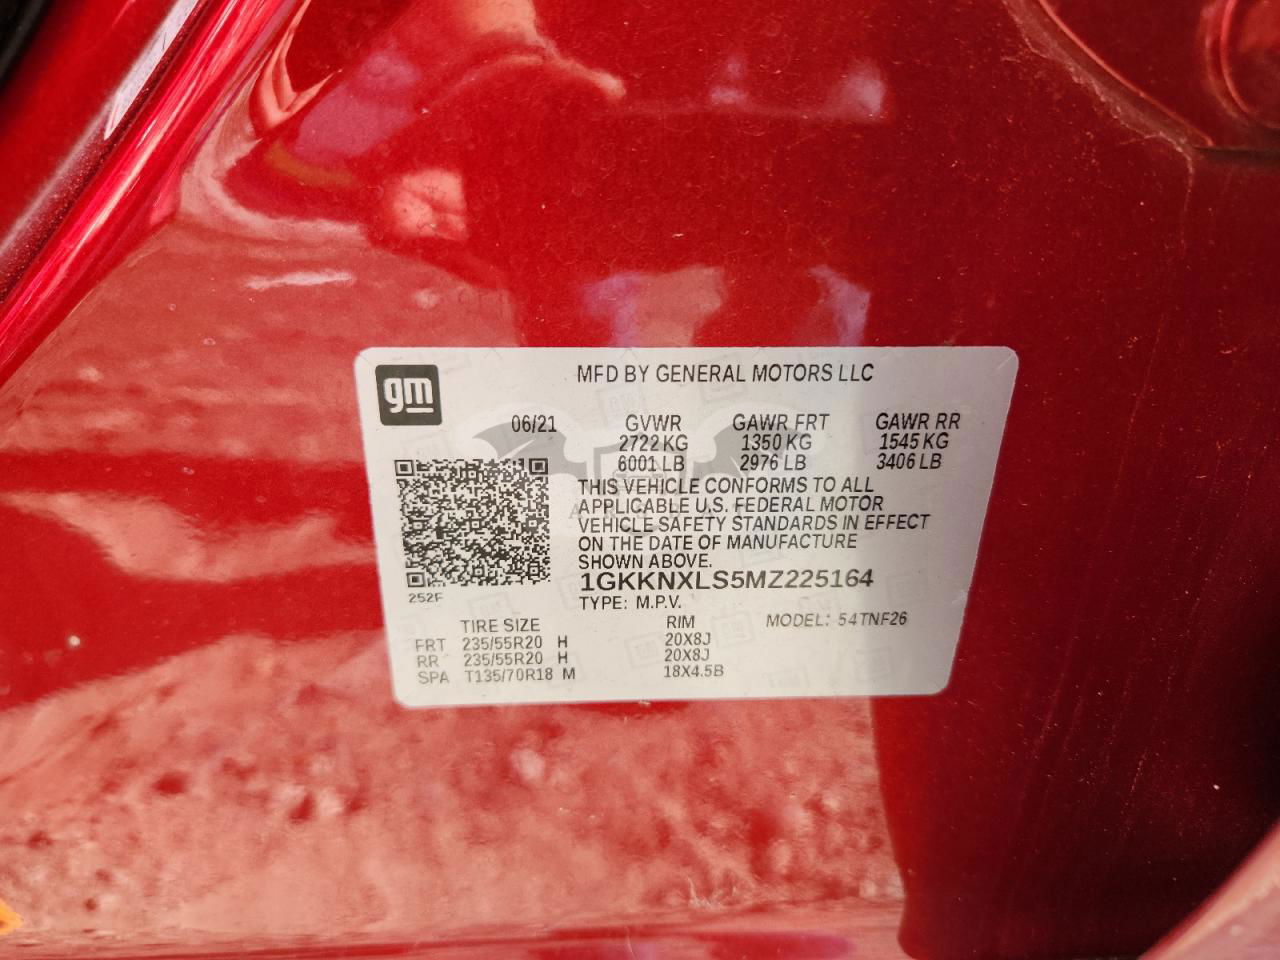 gm
MFD BY GENERAL MOTORS LLC
06/21 GVWR GAWR FRT GAWR RR
2722 KG 1350 KG 1545 KG
6001 LB 2976 LB 3406 LB
THIS VEHICLE CONFORMS TO ALL
APPLICABLE U.S. FEDERAL MOTOR
VEHICLE SAFETY STANDARDS IN EFFECT
ON THE DATE OF MANUFACTURE
SHOWN ABOVE.
1GKKNXLS5MZ225164
252F
TYPE: M.P.V.
TIRE SIZE RIM MODEL: 54TNF26
FRT 235/55R20 H 20X8J
RR 235/55R20 H 20X8J
SPA T135/70R18 M 18X4.5B